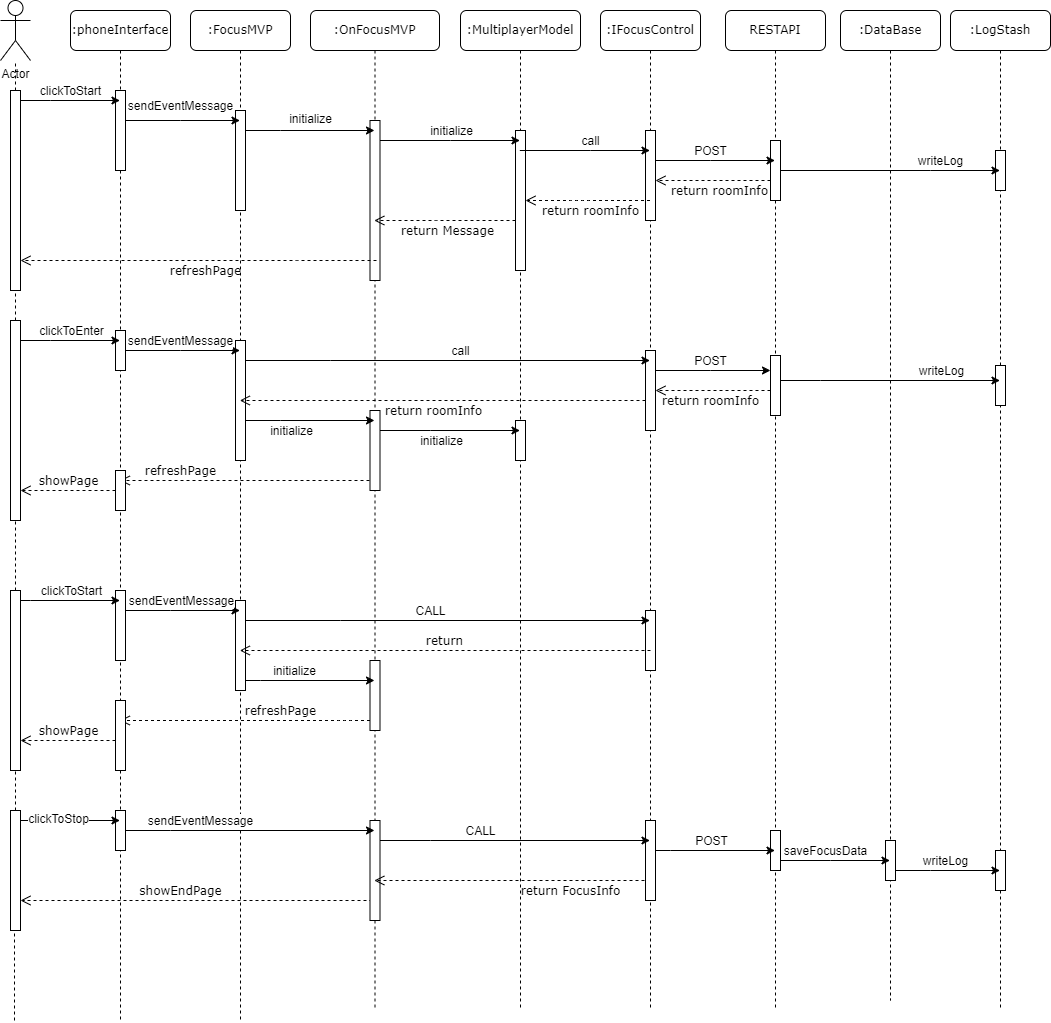 :phoneInterface
:FocusMVP
:OnFocusMVP
:MultiplayerModel
:IFocusControl
RESTAPI
:DataBase
:LogStash
Actor
clickToStart
sendEventMessage
initialize
initialize
call
POST
writeLog
return roomInfo
return roomInfo
return Message
refreshPage
clickToEnter
sendEventMessage
call
POST
writeLog
return roomInfo
return roomInfo
initialize
initialize
refreshPage
showPage
clickToStart
sendEventMessage
CALL
return
initialize
refreshPage
showPage
clickToStop
sendEventMessage
CALL
POST
saveFocusData
writeLog
return FocusInfo
showEndPage